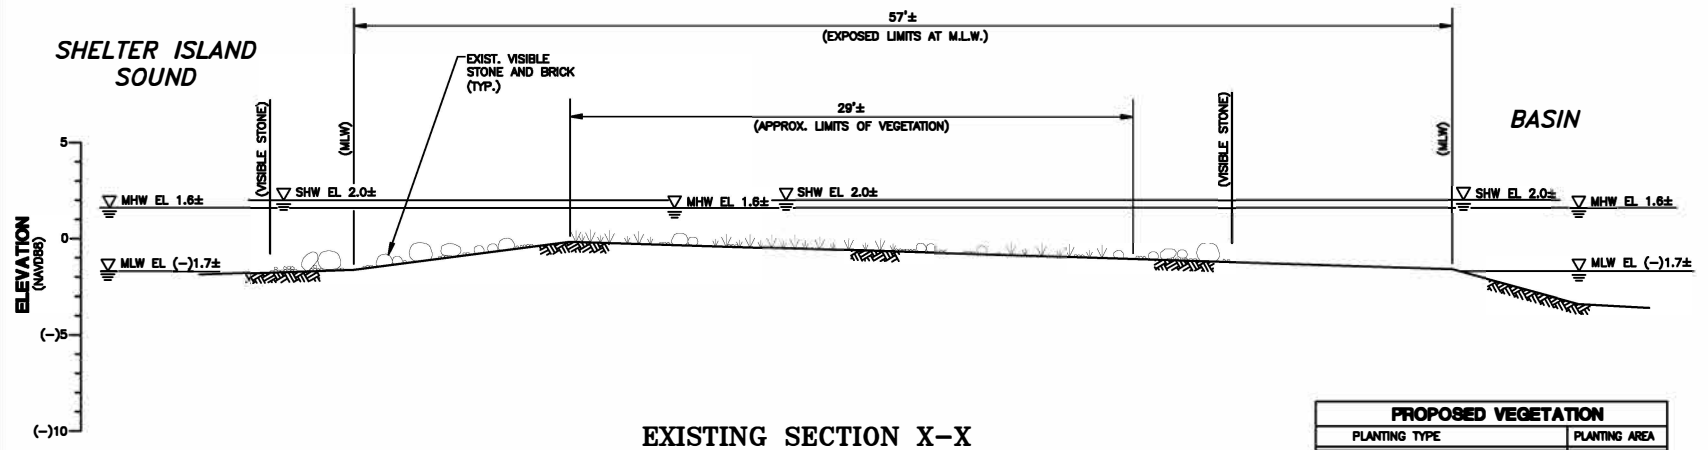 57'±
(EXPOSED LIMITS AT M.L.W.)
SHELTER ISLAND
SOUND
EXIST. VISIBLE
STONE AND BRICK
(TYP.)
29'±
(APPROX. LIMITS OF VEGETATION)
BASIN
(VISIBLE STONE)
(MLW)
(VISIBLE STONE)
(MLW)
5
MHW EL 1.6±
SHW EL 2.0±
MHW EL 1.6±
SHW EL 2.0±
SHW EL 2.0±
MHW EL 1.6±
0
ELEVATION
(NAVD88)
MLW EL (-)1.7±
MLW EL (-)1.7±
(-)5
(-)10
EXISTING SECTION X-X
PROPOSED VEGETATION
PLANTING TYPE PLANTING AREA